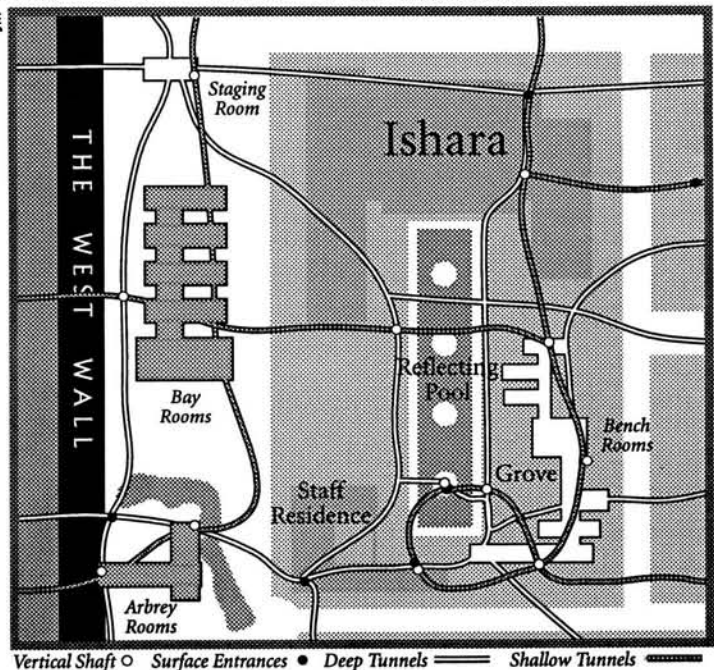 Staging
Room
Ishara
THE WEST WALL
Reflecting
Pool
Bay
Rooms
Bench
Rooms
Grove
Staff
Residence
Arbrey
Rooms
Vertical Shaft Surface Entrances Deep Tunnels Shallow Tunnels